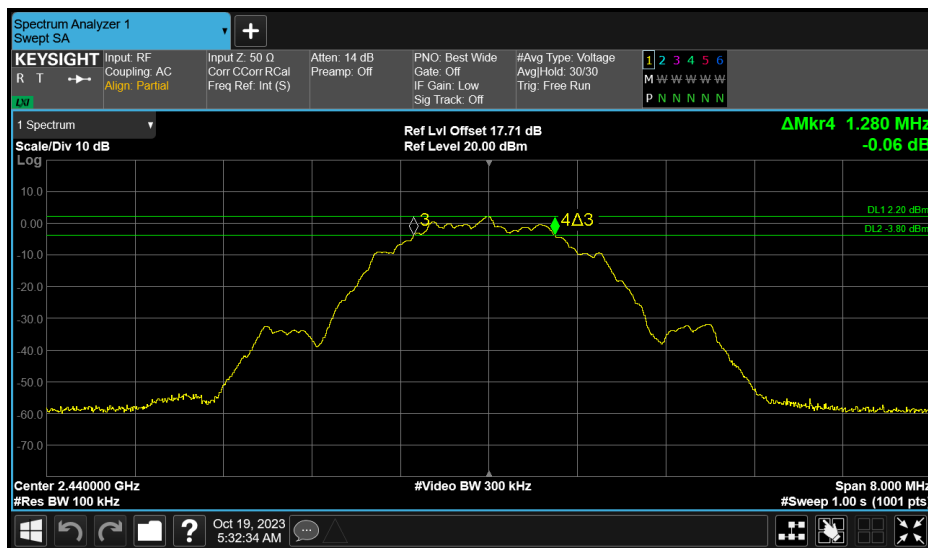 Spectrum Analyzer 1
Swept SA
+
KEYSIGHT
R T
LXI
Input: RF
Coupling: AC
Align: Partial
Input Z: 50 Ω
Corr CCorr RCal
Freq Ref: Int (S)
Atten: 14 dB
Preamp: Off
PNO: Best Wide
Gate: Off
IF Gain: Low
Sig Track: Off
#Avg Type: Voltage
Avg|Hold: 30/30
Trig: Free Run
1 2 3 4 5 6
M W W W W W
P N N N N N
1 Spectrum
Scale/Div 10 dB
Log
Ref Lvl Offset 17.71 dB
Ref Level 20.00 dBm
ΔMkr4 1.280 MHz
-0.06 dB
10.0
0.00
-10.0
-20.0
-30.0
-40.0
-50.0
-60.0
-70.0
3
4Δ3
DL1 2.20 dBm
DL2 -3.80 dBm
Center 2.440000 GHz
#Res BW 100 kHz
#Video BW 300 kHz
Span 8.000 MHz
#Sweep 1.00 s (1001 pts
?
Oct 19, 2023
5:32:34 AM